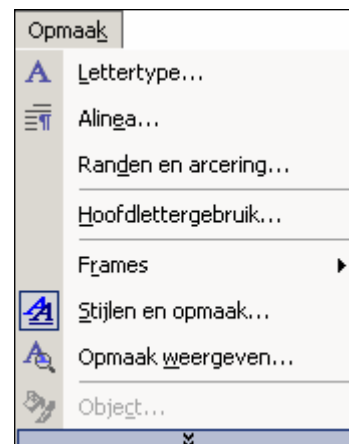 Opmaak
Lettertype...
Alinea...
Randen en arcering...
Hoofdlettergebruik...
Frames
Stijlen en opmaak...
Opmaak weergeven...
Object...